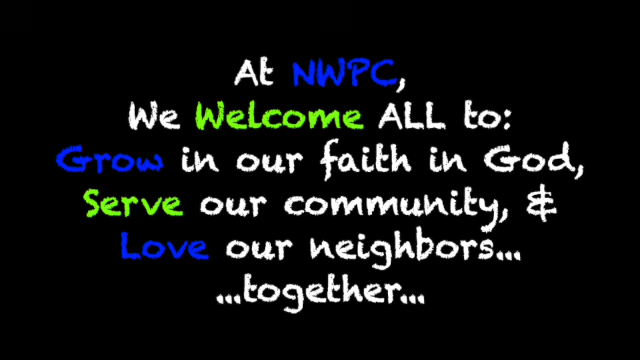 At NWPC,
We Welcome ALL to:
Grow in our faith in God,
Serve our community, &
Love our neighbors...
...together...